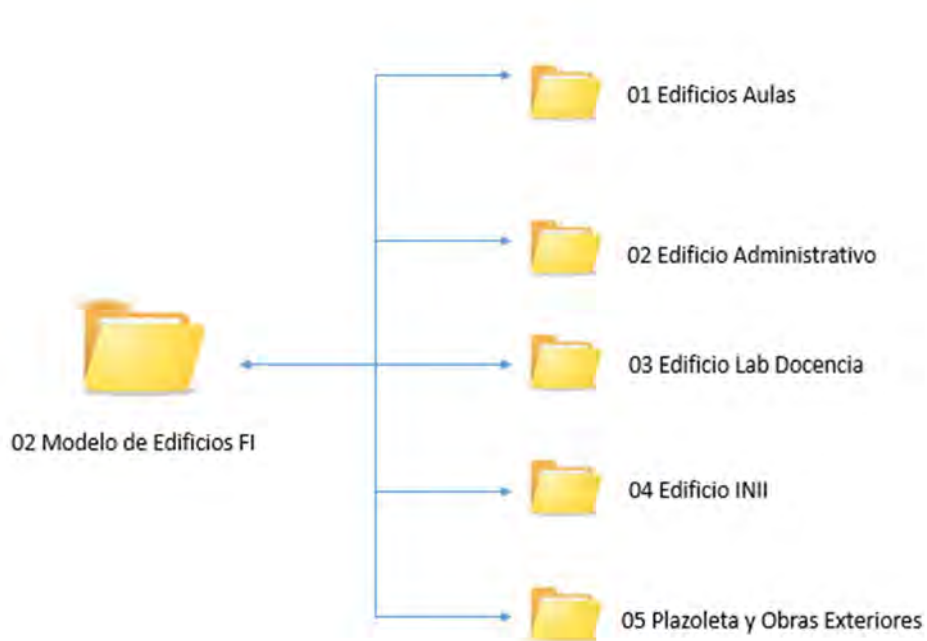 01 Edificios Aulas
02 Edificio Administrativo
03 Edificio Lab Docencia
02 Modelo de Edificios FI
04 Edificio INII
05 Plazoleta y Obras Exteriores